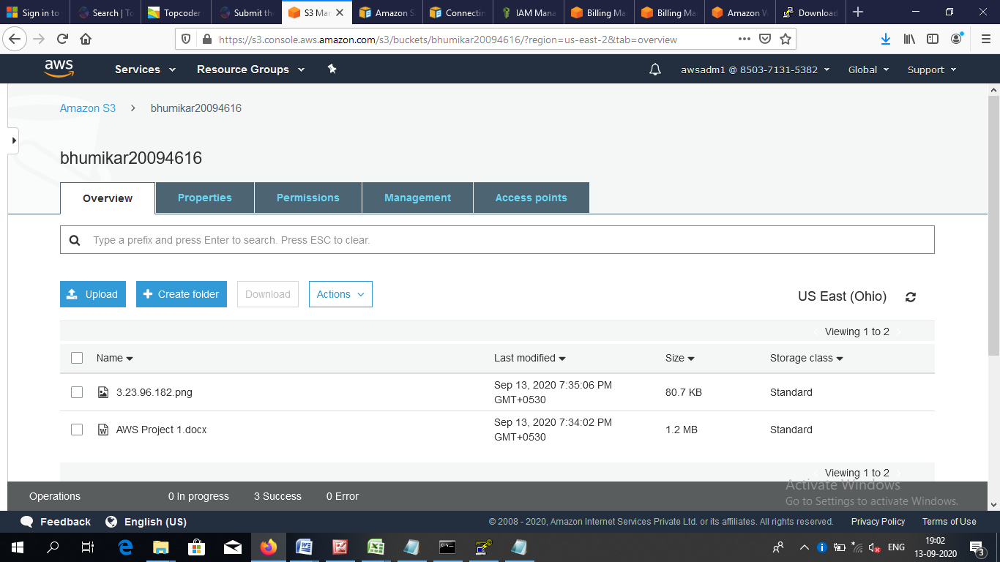 Sign in to
Search | To
Topcoder
Submit the
S3 Man
Amazon S
Connectin
IAM Mana
Billing Ma
Billing Ma
Amazon W
Download
https://s3.console.aws.amazon.com/s3/buckets/bhumikar20094616/?region=us-east-2&tab=overview
aws
Services
Resource Groups
awsadm1 @ 8503-7131-5382
Global
Support
Amazon S3 > bhumikar20094616
bhumikar20094616
Overview
Properties
Permissions
Management
Access points
Type a prefix and press Enter to search. Press ESC to clear.
Upload
+ Create folder
Download
Actions
US East (Ohio)
Viewing 1 to 2
Name
Last modified
Size
Storage class
3.23.96.182.png
Sep 13, 2020 7:35:06 PM
GMT+0530
80.7 KB
Standard
AWS Project 1.docx
Sep 13, 2020 7:34:02 PM
GMT+0530
1.2 MB
Standard
Viewing 1 to 2
Activate Windows
Go to Settings to activate Windows.
Operations
0 In progress
3 Success
0 Error
Feedback
English (US)
© 2008 - 2020, Amazon Internet Services Private Ltd. or its affiliates. All rights reserved.
Privacy Policy
Terms of Use
ENG
19:02
13-09-2020
3